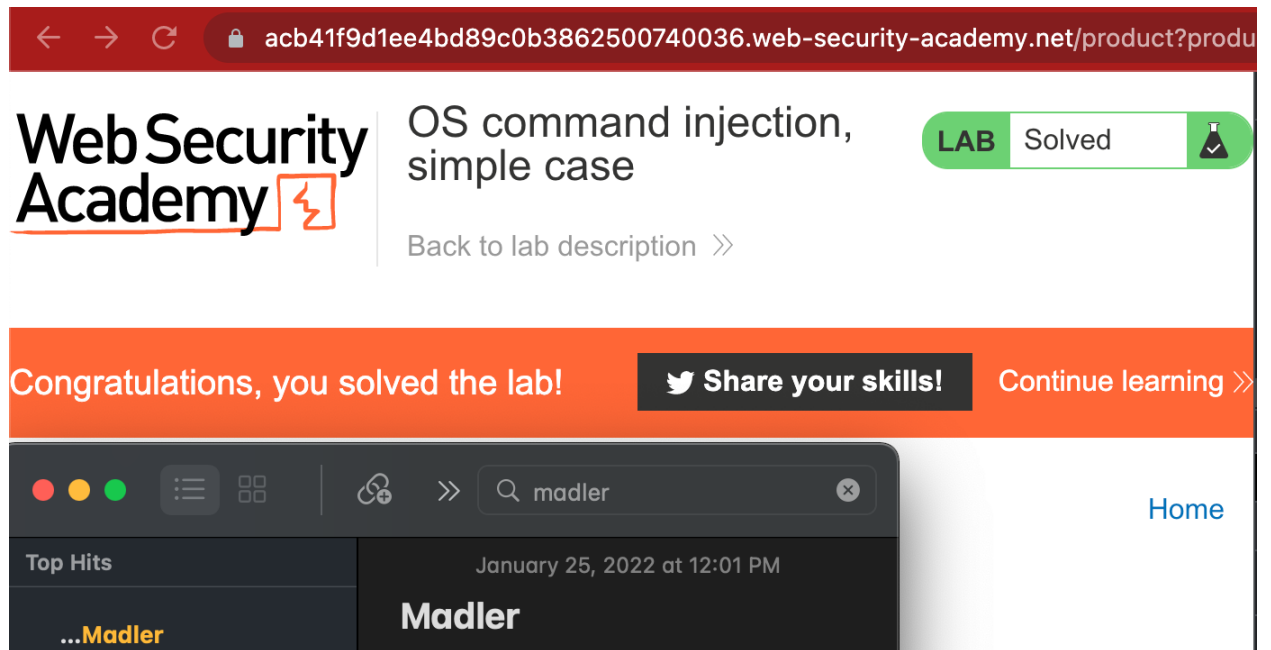 acb41f9d1ee4bd89c0b3862500740036.web-security-academy.net/product?produ
Web Security
Academy
OS command injection,
simple case
LAB Solved
Back to lab description
Congratulations, you solved the lab!
Share your skills!
Continue learning
madler
Home
Top Hits
January 25, 2022 at 12:01 PM
Madler
...Madler